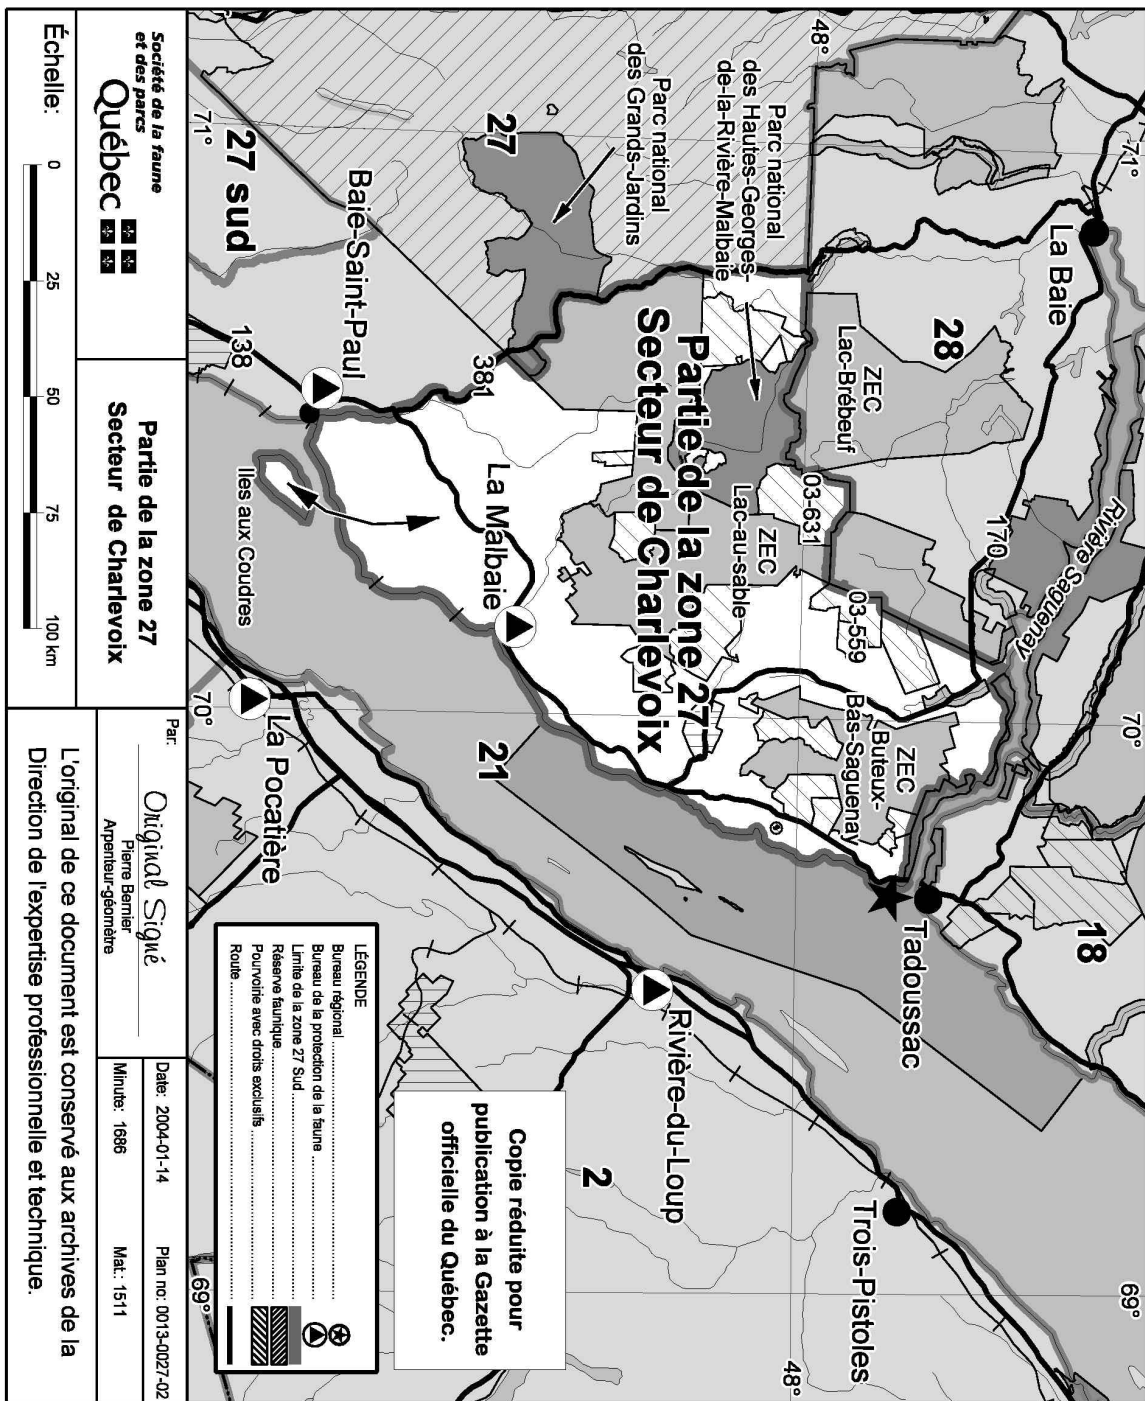 La Baie
71°
71°
70°
70°
69°
69°
48°
48°
Rivière Saguenay
170
28
18
ZEC
Lac-Brébeuf
03-631
03-559
ZEC
Buteux-
Bas-Saguenay
Tadoussac
Trois-Pistoles
Parc national
des Hautes-Georges-
de-la-Rivière-Malbaie
Parc national
des Grands-Jardins
27
Partie de la zone 27
Secteur de Charlevoix
ZEC
Lac-au-sable
381
La Malbaie
21
Rivière-du-Loup
2
27 sud
Baie-Saint-Paul
138
Iles aux Coudres
La Pocatière
Copie réduite pour
publication à la Gazette
officielle du Québec.
LÉGENDE
Bureau régional
Bureau de la protection de la faune
Limite de la zone 27 Sud
Réserve faunique
Pourvoirie avec droits exclusifs
Route
Société de la faune
et des parcs
Québec
Échelle:
0 25 50 75 100 km
Partie de la zone 27
Secteur de Charlevoix
Par:
Original Signé
Pierre Bernier
Arpenteur-géomètre
Date: 2004-01-14 Plan no: 0013-0027-02
Minute: 1686 Mat.: 1511
L'original de ce document est conservé aux archives de la
Direction de l'expertise professionnelle et technique.